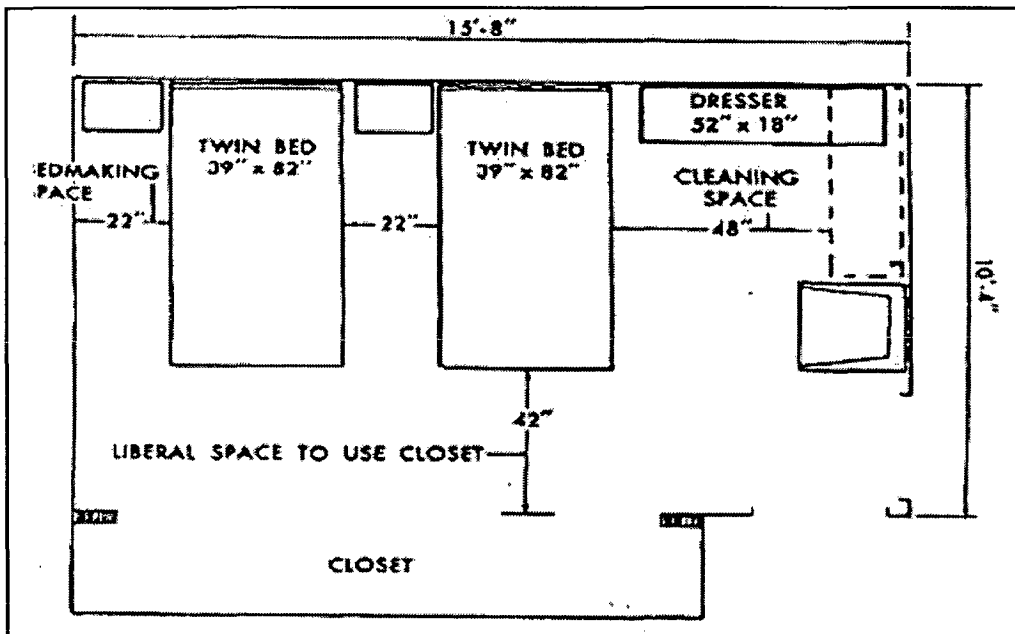 15'-8"
DRESSER
52" x 18"
TWIN BED
39" x 82"
TWIN BED
39" x 82"
EDMAKING
PACE
CLEANING
SPACE
22"
22"
48"
10'.4"
42"
LIBERAL SPACE TO USE CLOSET
CLOSET